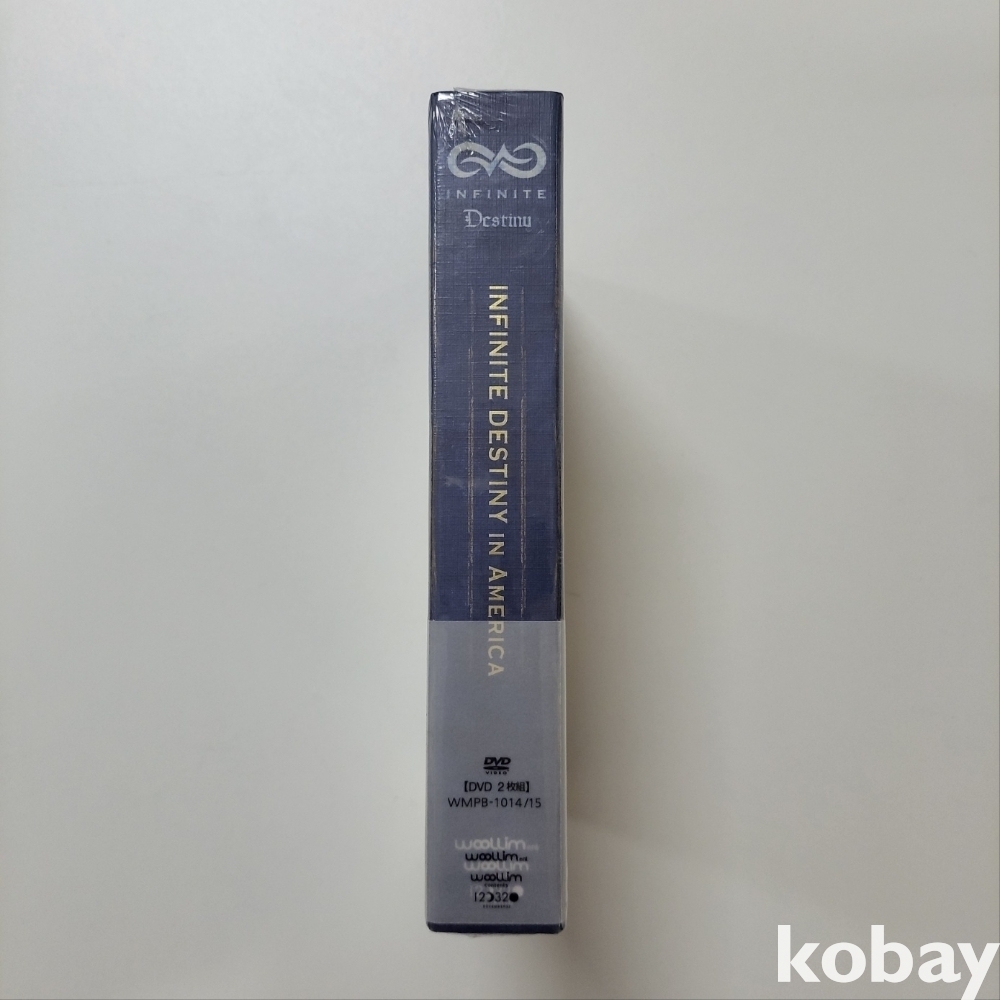 INFINITE
Destiny
INFINITE DESTINY IN AMERICA
DVD
VIDEO
【DVD 2枚組】
WMPB-1014/15
woollim
woollim
woollim
woollim
kobay